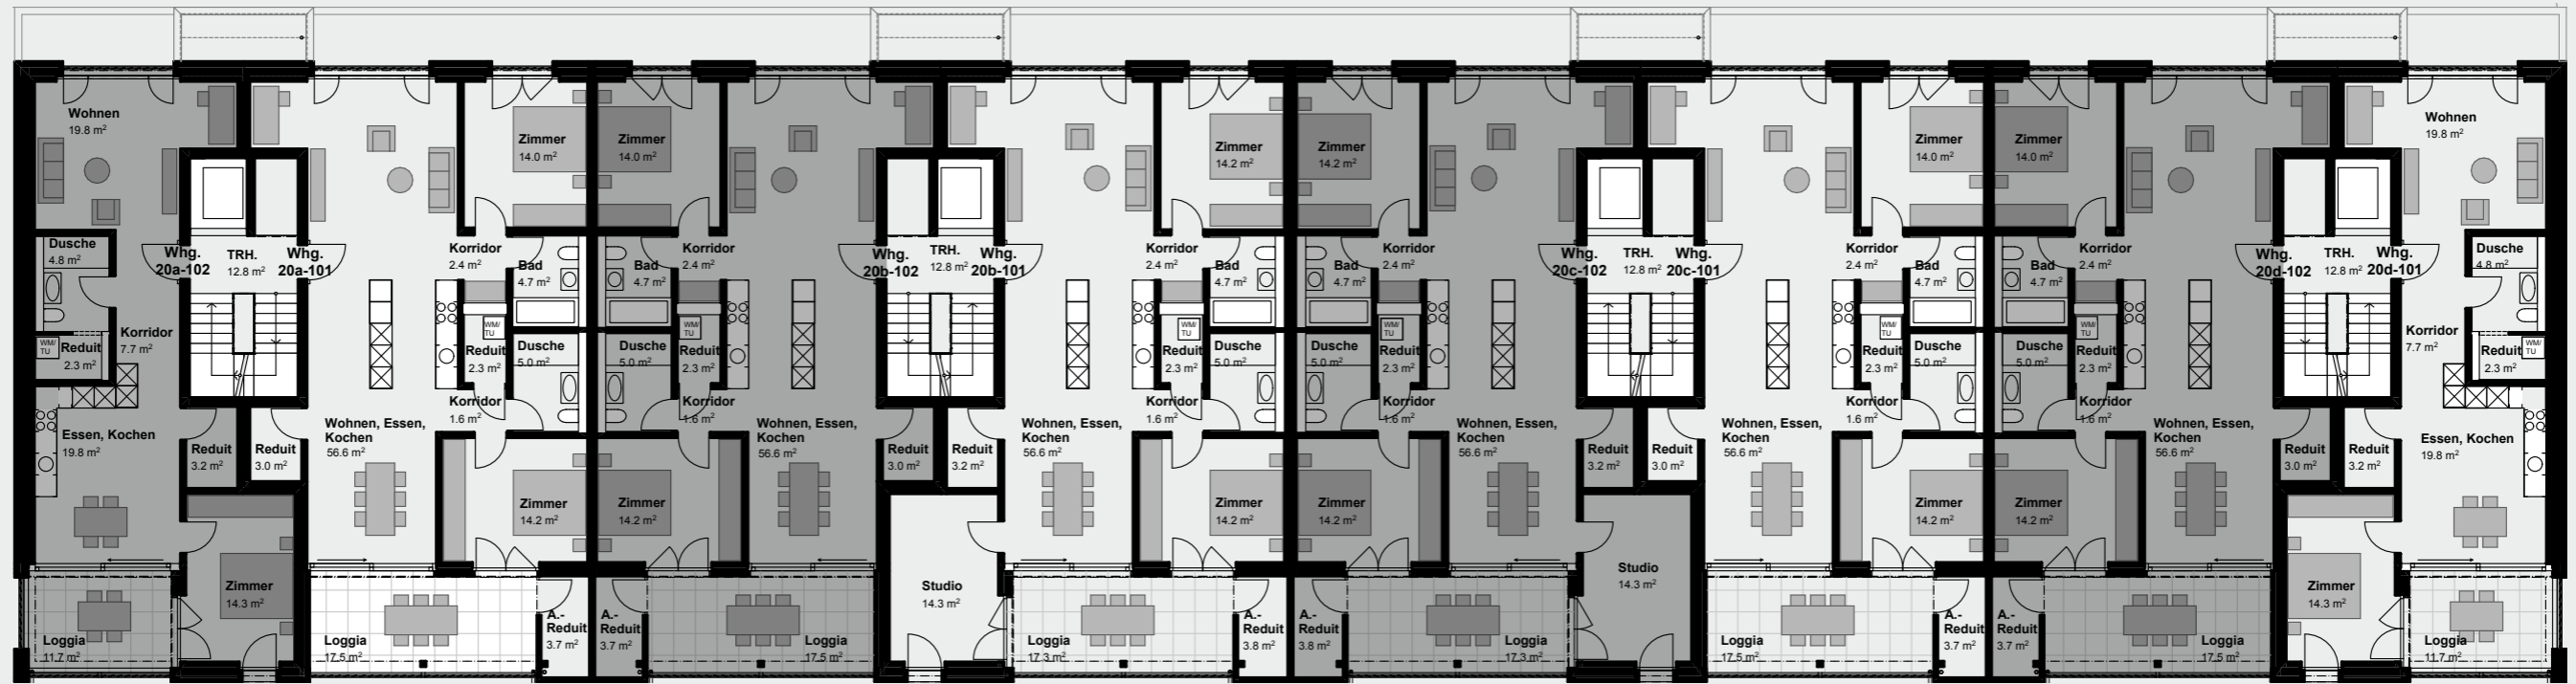 Wohnen
19.8 m²
Dusche
4.8 m²
Whg.
20a-102
TRH.
12.8 m²
Whg.
20a-101
WM/
TU
Reduit
2.3 m²
Korridor
7.7 m²
Essen, Kochen
19.8 m²
Reduit
3.2 m²
Zimmer
14.3 m²
Loggia
11.7 m²
Reduit
3.0 m²
Wohnen, Essen,
Kochen
56.6 m²
Zimmer
14.0 m²
Korridor
2.4 m²
Bad
4.7 m²
WM/
TU
Reduit
2.3 m²
Dusche
5.0 m²
Korridor
1.6 m²
Zimmer
14.2 m²
Loggia
17.5 m²
A.-
Reduit
3.7 m²
Zimmer
14.0 m²
Bad
4.7 m²
Korridor
2.4 m²
WM/
TU
Dusche
5.0 m²
Reduit
2.3 m²
Korridor
1.6 m²
Zimmer
14.2 m²
Wohnen, Essen,
Kochen
56.6 m²
A.-
Reduit
3.7 m²
Loggia
17.5 m²
Whg.
20b-102
TRH.
12.8 m²
Whg.
20b-101
Reduit
3.0 m²
Reduit
3.2 m²
Studio
14.3 m²
Wohnen, Essen,
Kochen
56.6 m²
Zimmer
14.2 m²
Korridor
2.4 m²
Bad
4.7 m²
WM/
TU
Reduit
2.3 m²
Dusche
5.0 m²
Korridor
1.6 m²
Zimmer
14.2 m²
Loggia
17.3 m²
A.-
Reduit
3.8 m²
Zimmer
14.2 m²
Bad
4.7 m²
Korridor
2.4 m²
WM/
TU
Dusche
5.0 m²
Reduit
2.3 m²
Korridor
1.6 m²
Zimmer
14.2 m²
Wohnen, Essen,
Kochen
56.6 m²
A.-
Reduit
3.8 m²
Loggia
17.3 m²
Whg.
20c-102
TRH.
12.8 m²
Whg.
20c-101
Reduit
3.2 m²
Reduit
3.0 m²
Studio
14.3 m²
Wohnen, Essen,
Kochen
56.6 m²
Zimmer
14.0 m²
Korridor
2.4 m²
Bad
4.7 m²
WM/
TU
Reduit
2.3 m²
Dusche
5.0 m²
Korridor
1.6 m²
Zimmer
14.2 m²
Loggia
17.5 m²
A.-
Reduit
3.7 m²
Zimmer
14.0 m²
Bad
4.7 m²
Korridor
2.4 m²
WM/
TU
Dusche
5.0 m²
Reduit
2.3 m²
Korridor
1.6 m²
Zimmer
14.2 m²
Wohnen, Essen,
Kochen
56.6 m²
A.-
Reduit
3.7 m²
Loggia
17.5 m²
Whg.
20d-102
TRH.
12.8 m²
Whg.
20d-101
Reduit
3.0 m²
Reduit
3.2 m²
Zimmer
14.3 m²
Wohnen
19.8 m²
Dusche
4.8 m²
Korridor
7.7 m²
Reduit
2.3 m²
WM/
TU
Essen, Kochen
19.8 m²
Loggia
11.7 m²